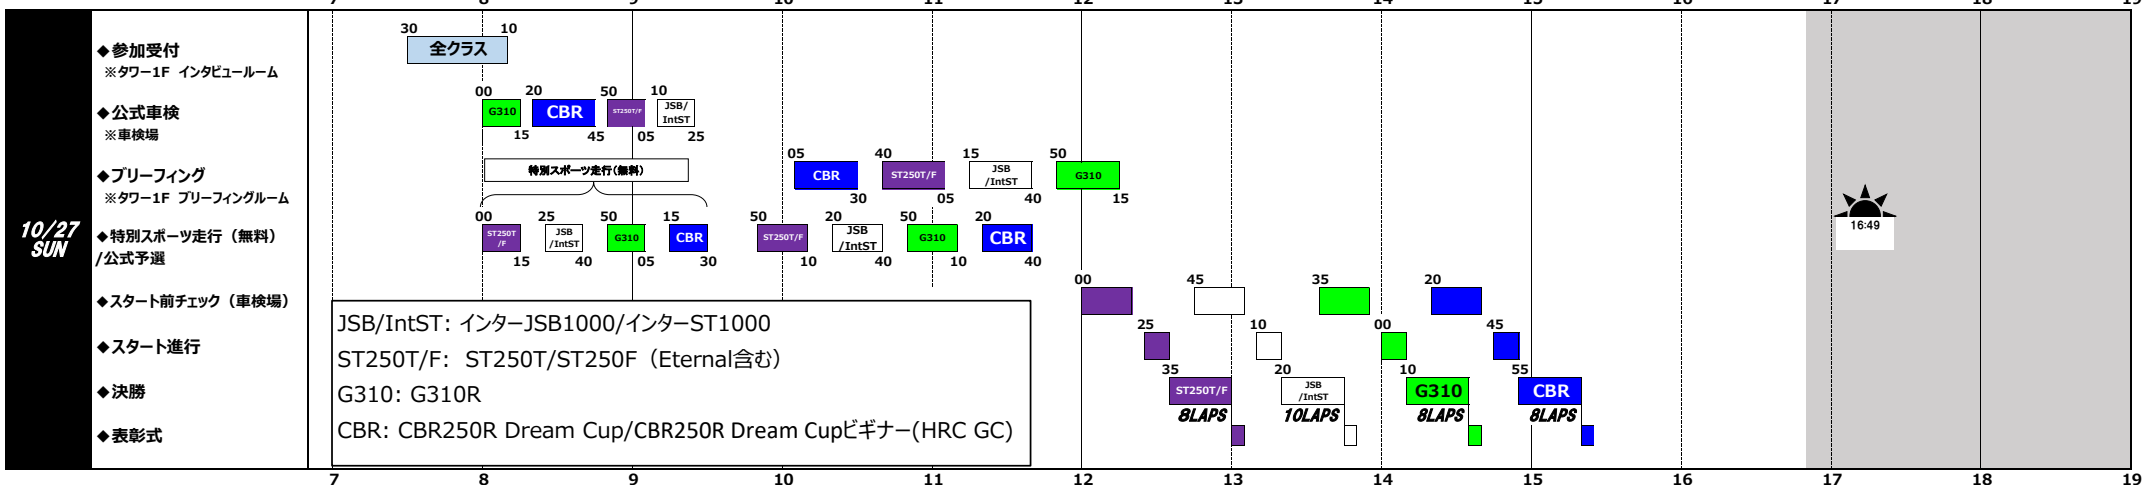 7 8 9 10 11 12 13 14 15 16 17 18 19
30 10
◆参加受付 全クラス
※タワー1F インタビュールーム
00 20 50 10
◆公式車検 G310 CBR ST250T/F JSB/
IntST
※車検場 15 45 05 25
特別スポーツ走行(無料)
05 40 15 50
◆ブリーフィング CBR ST250T/F JSB
/IntST G310
※タワー1F ブリーフィングルーム 30 05 40 15
10/27
SUN
00 25 50 15 50 20 50 20
◆特別スポーツ走行（無料）
/公式予選
ST250T
/F
JSB
/IntST
G310 CBR ST250T/F
JSB
/IntST
G310 CBR
15 40 05 30 10 40 10 40
16:49
00 45 35 20
◆スタート前チェック（車検場）
25 10 00 45
◆スタート進行
35 20 10 55
◆決勝 ST250T/F JSB
/IntST G310 CBR
8LAPS 10LAPS 8LAPS 8LAPS
◆表彰式
JSB/IntST: インターJSB1000/インターST1000
ST250T/F: ST250T/ST250F（Eternal含む）
G310: G310R
CBR: CBR250R Dream Cup/CBR250R Dream Cupビギナー(HRC GC)
7 8 9 10 11 12 13 14 15 16 17 18 19